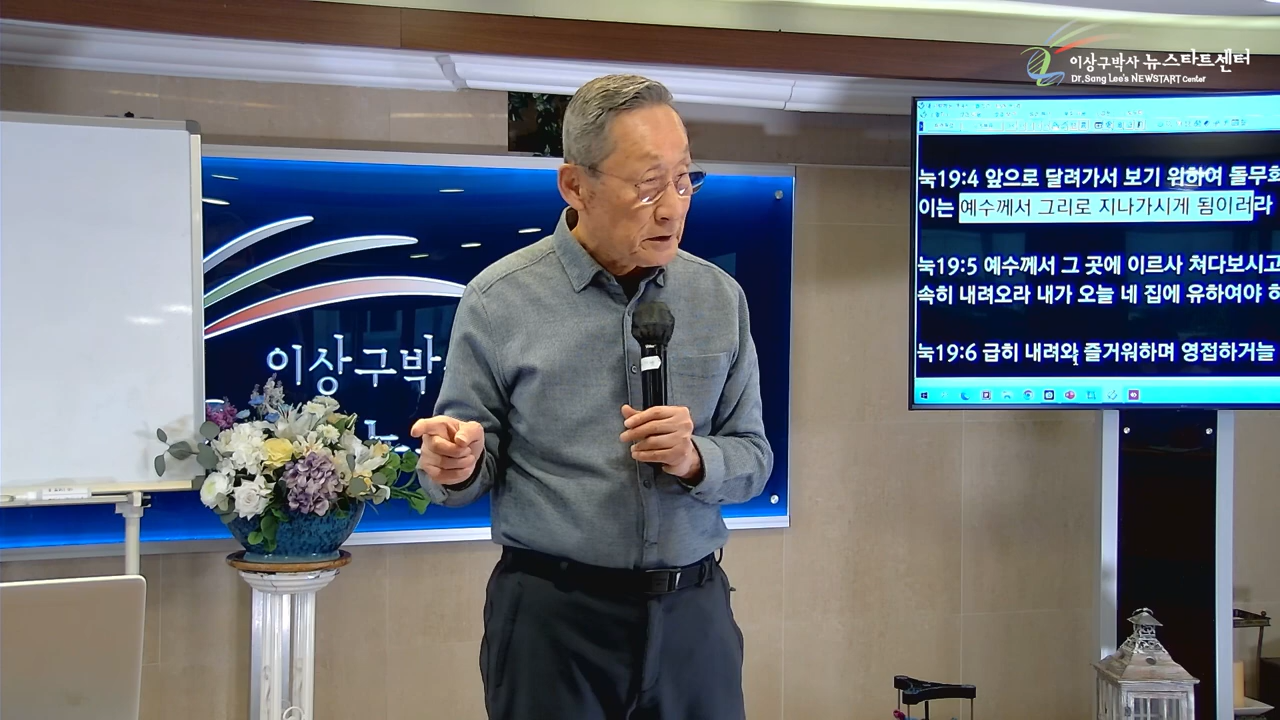 이상구박사 뉴스타트센터
Dr. Sang Lee's NEWSTART Center
눅19:4 앞으로 달려가서 보기 위하여 돌무화
이는 예수께서 그리로 지나가시게 됨이러라
눅19:5 예수께서 그 곳에 이르사 쳐다보시고
속히 내려오라 내가 오늘 네 집에 유하여야 하
눅19:6 급히 내려와 즐거워하며 영접하거늘
이상구박